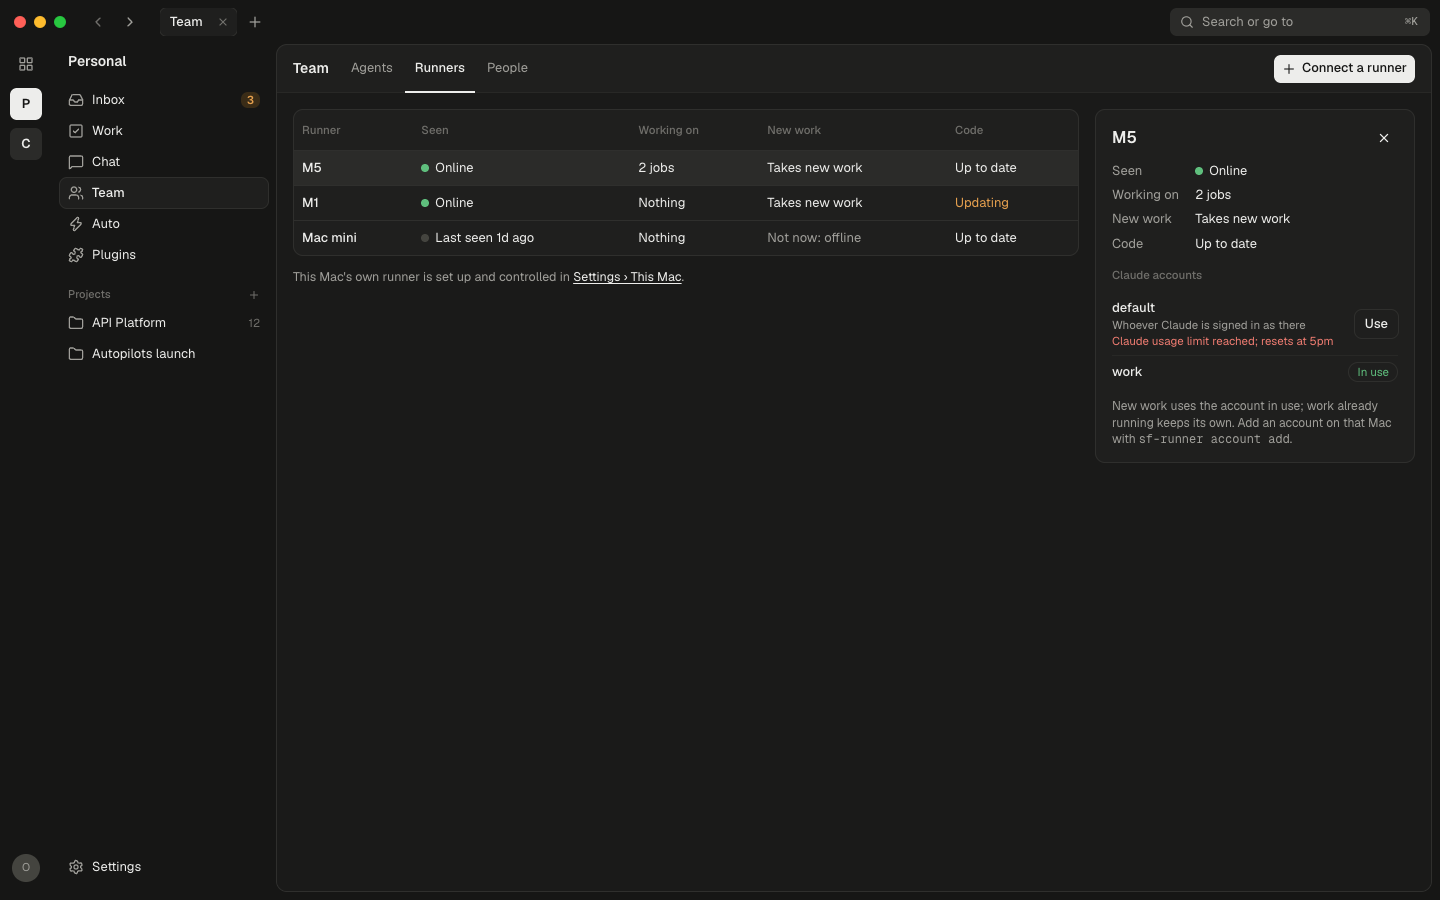 Team
Search or go to
⌘K
Personal
P
C
Inbox
3
Work
Chat
Team
Auto
Plugins
Projects
API Platform
12
Autopilots launch
O
Settings
Team
Agents
Runners
People
Connect a runner
Runner Seen Working on New work Code
M5 Online 2 jobs Takes new work Up to date
M1 Online Nothing Takes new work Updating
Mac mini Last seen 1d ago Nothing Not now: offline Up to date
This Mac's own runner is set up and controlled in Settings › This Mac.
M5
Seen Online
Working on 2 jobs
New work Takes new work
Code Up to date
Claude accounts
default
Whoever Claude is signed in as there
Claude usage limit reached; resets at 5pm
Use
work
In use
New work uses the account in use; work already
running keeps its own. Add an account on that Mac
with sf-runner account add.